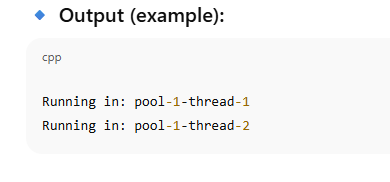 Output (example):
cpp
Running in: pool-1-thread-1
Running in: pool-1-thread-2